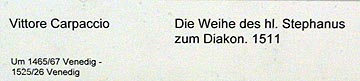 Vittore Carpaccio
Um 1465/67 Venedig -
1525/26 Venedig
Die Weihe des hl. Stephanus
zum Diakon. 1511